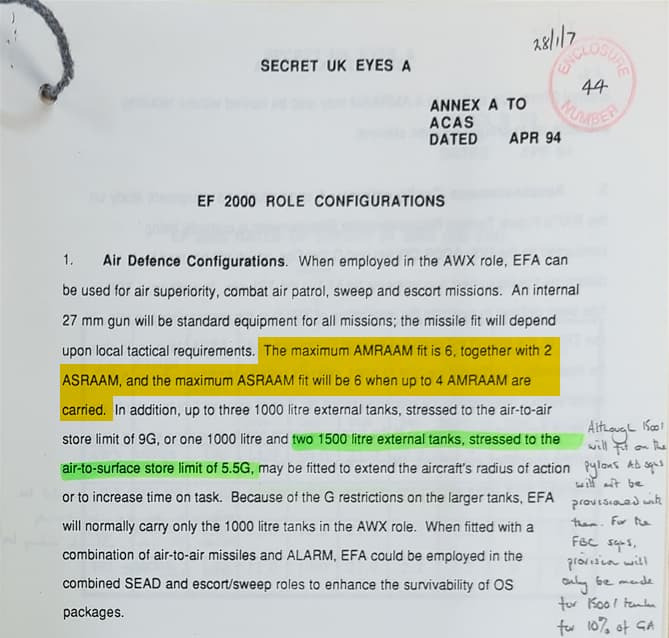 28/1/7
SECRET UK EYES A
ENCLOSURE
44
NUMBER
ANNEX A TO
ACAS
DATED APR 94
EF 2000 ROLE CONFIGURATIONS
1. Air Defence Configurations. When employed in the AWX role, EFA can
be used for air superiority, combat air patrol, sweep and escort missions. An internal
27 mm gun will be standard equipment for all missions; the missile fit will depend
upon local tactical requirements. The maximum AMRAAM fit is 6, together with 2
ASRAAM, and the maximum ASRAAM fit will be 6 when up to 4 AMRAAM are
carried. In addition, up to three 1000 litre external tanks, stressed to the air-to-air
store limit of 9G, or one 1000 litre and two 1500 litre external tanks, stressed to the
air-to-surface store limit of 5.5G, may be fitted to extend the aircraft's radius of action
or to increase time on task. Because of the G restrictions on the larger tanks, EFA
will normally carry only the 1000 litre tanks in the AWX role. When fitted with a
combination of air-to-air missiles and ALARM, EFA could be employed in the
combined SEAD and escort/sweep roles to enhance the survivability of OS
packages.
Although 1500l
will fit on the
pylons AD sqns
will not be
provisioned with
them. For the
FBC sqns,
provision will
only be made
for 1500l tanks
for 10% of GA